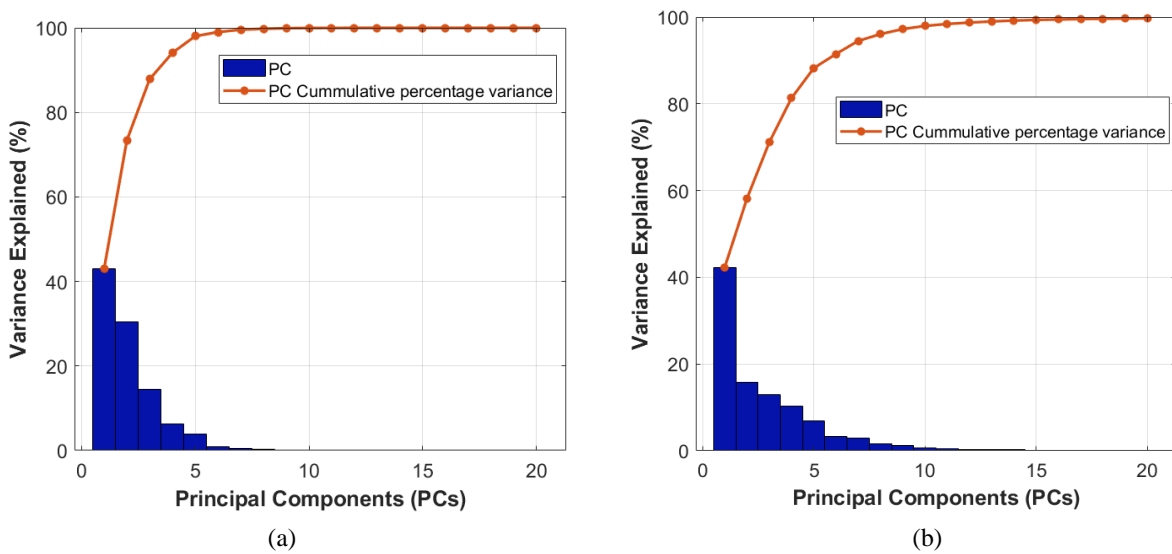 100
80
60
40
20
0
Variance Explained (%)
PC
PC Cummulative percentage variance
0 5 10 15 20
Principal Components (PCs)
(a)
100
80
60
40
20
0
Variance Explained (%)
PC
PC Cummulative percentage variance
0 5 10 15 20
Principal Components (PCs)
(b)